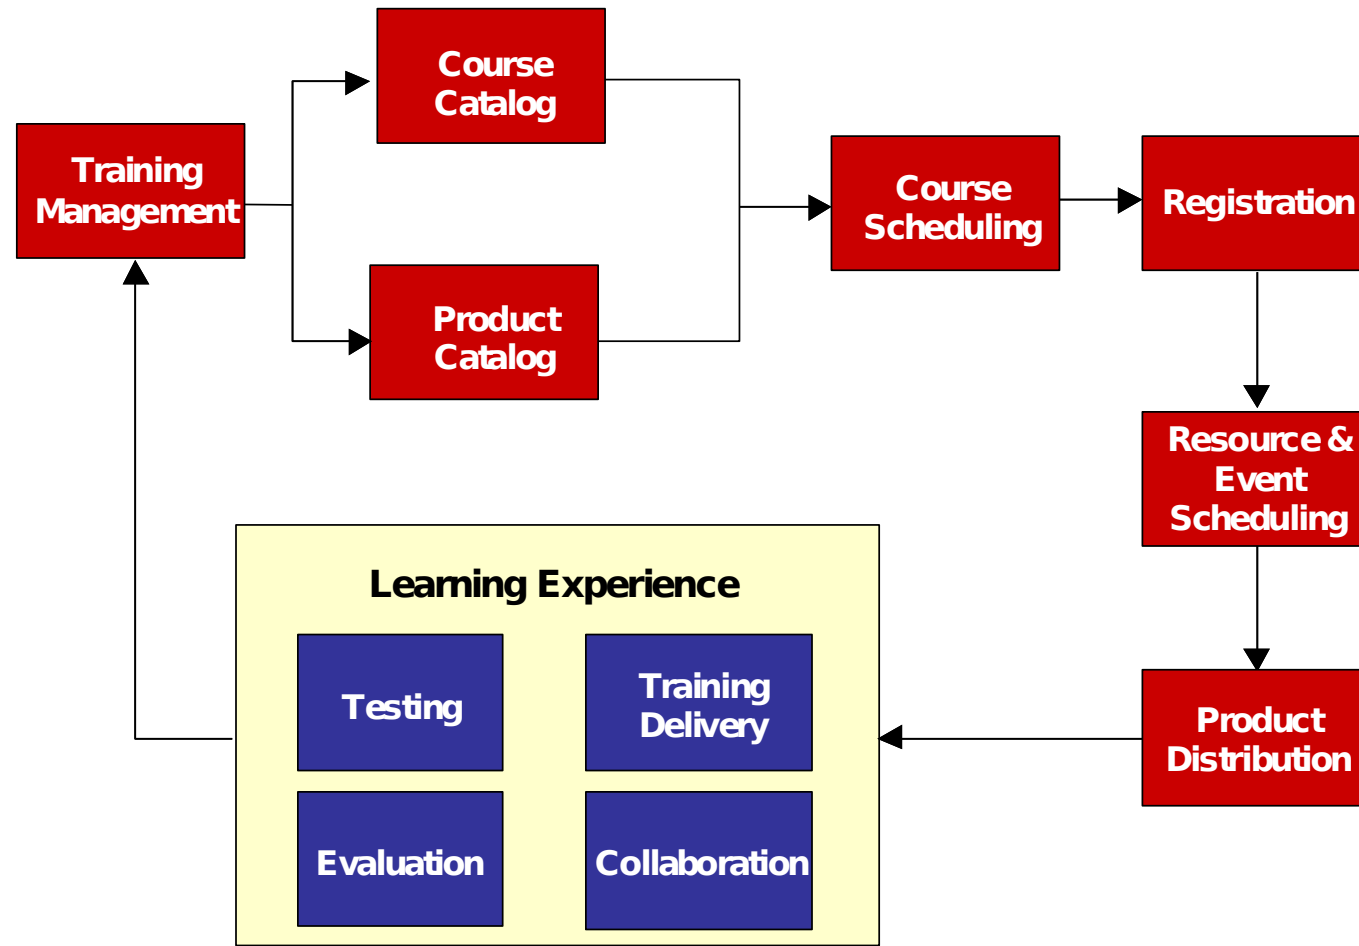 Course
Catalog
Training
Management
Product
Catalog
Course
Scheduling
Registration
Resource &
Event
Scheduling
Product
Distribution
Learning Experience
Testing
Training
Delivery
Evaluation
Collaboration